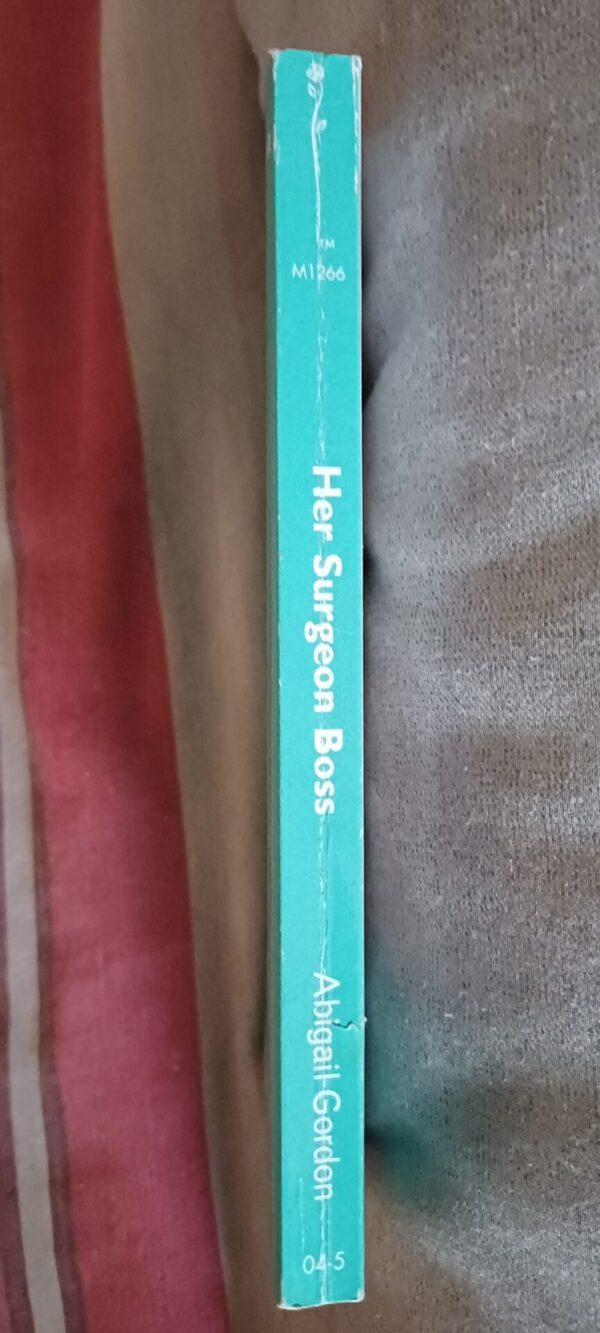 TM
M1266
Her Surgeon Boss
Abigail Gordon
04-5